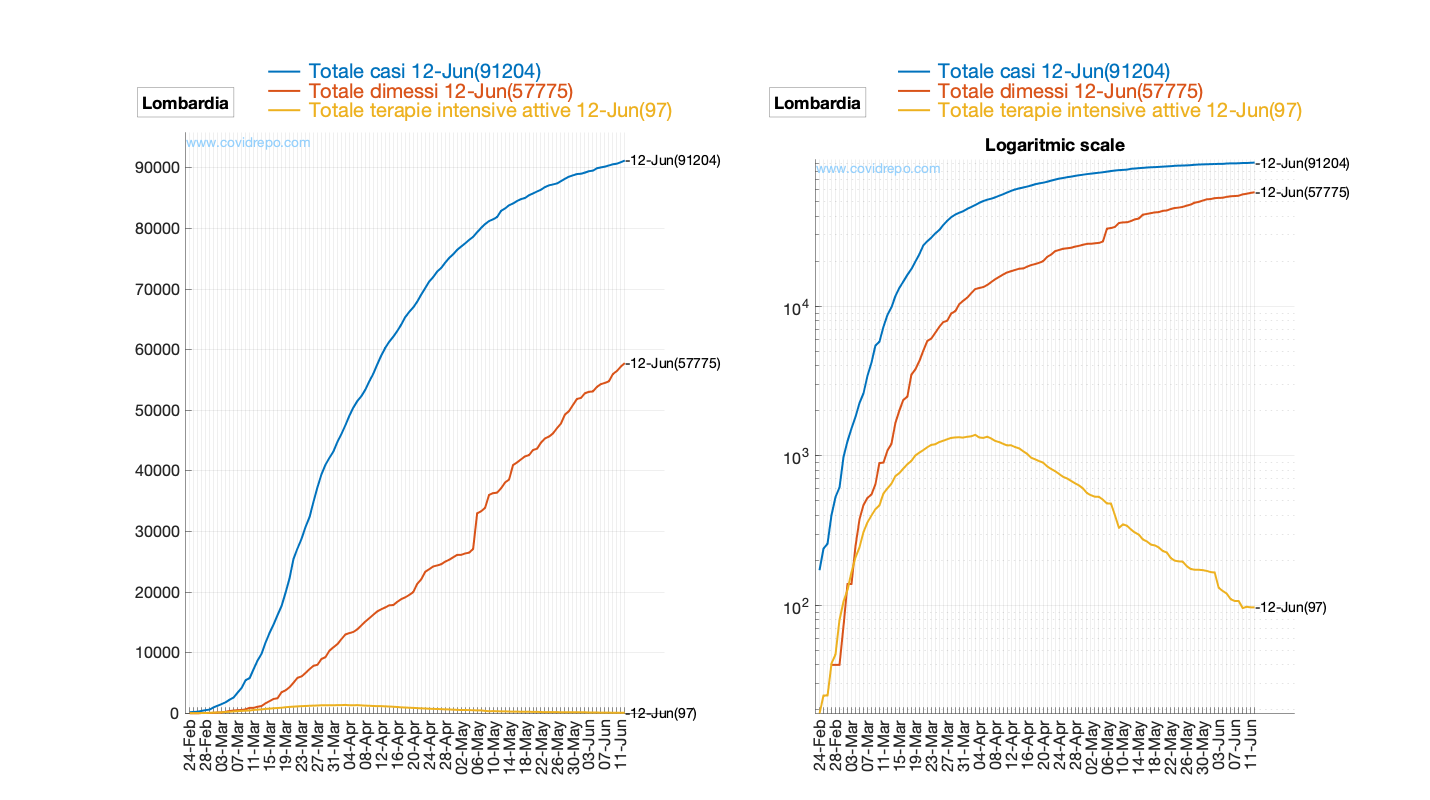 Totale casi 12-Jun(91204)
Totale dimessi 12-Jun(57775)
Totale terapie intensive attive 12-Jun(97)
Lombardia
www.covidrepo.com
90000
80000
70000
60000
50000
40000
30000
20000
10000
0
-12-Jun(91204)
-12-Jun(57775)
-12-Jun(97)
24-Feb
28-Feb
03-Mar
07-Mar
11-Mar
15-Mar
19-Mar
23-Mar
27-Mar
31-Mar
04-Apr
08-Apr
12-Apr
16-Apr
20-Apr
24-Apr
28-Apr
02-May
06-May
10-May
14-May
18-May
22-May
26-May
30-May
03-Jun
07-Jun
11-Jun
Totale casi 12-Jun(91204)
Totale dimessi 12-Jun(57775)
Totale terapie intensive attive 12-Jun(97)
Lombardia
Logaritmic scale
www.covidrepo.com
10^4
10^3
10^2
-12-Jun(91204)
-12-Jun(57775)
-12-Jun(97)
24-Feb
28-Feb
03-Mar
07-Mar
11-Mar
15-Mar
19-Mar
23-Mar
27-Mar
31-Mar
04-Apr
08-Apr
12-Apr
16-Apr
20-Apr
24-Apr
28-Apr
02-May
06-May
10-May
14-May
18-May
22-May
26-May
30-May
03-Jun
07-Jun
11-Jun